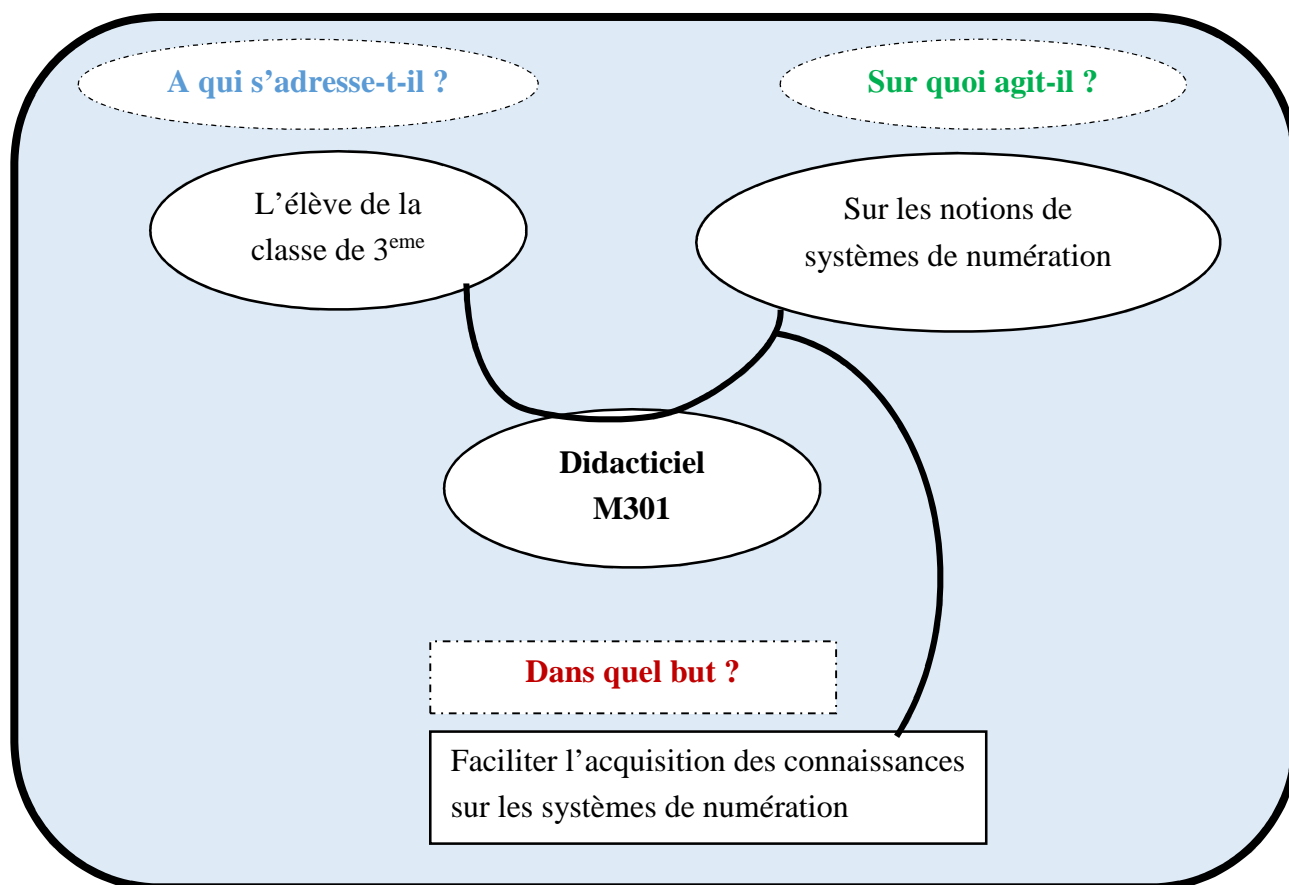 A qui s’adresse-t-il ?
Sur quoi agit-il ?
L’élève de la
classe de 3eme
Sur les notions de
systèmes de numération
Didacticiel
M301
Dans quel but ?
Faciliter l’acquisition des connaissances
sur les systèmes de numération